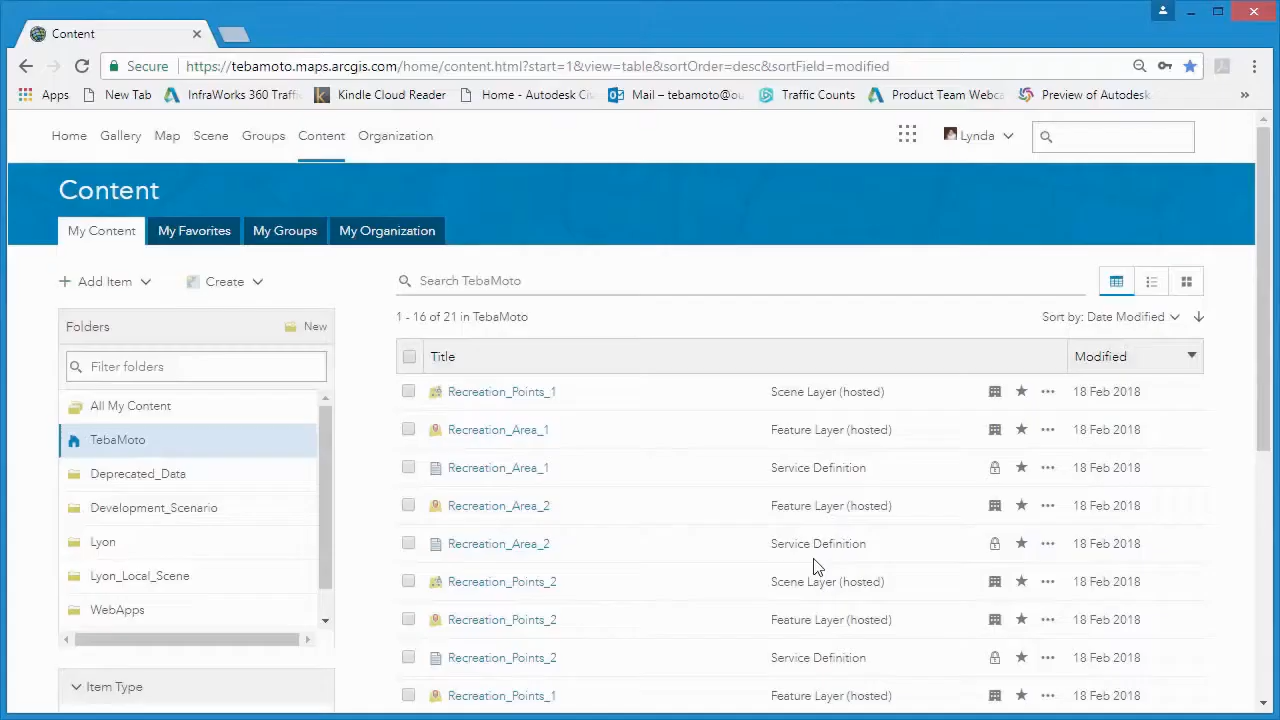 Content
Secure https://tebamoto.maps.arcgis.com/home/content.html?start=1&view=table&sortOrder=desc&sortField=modified
Apps New Tab InfraWorks 360 Traffi Kindle Cloud Reader Home - Autodesk Civ Mail – tebamoto@ou Traffic Counts Product Team Webca Preview of Autodesk
Home Gallery Map Scene Groups Content Organization Lynda
Content
My Content My Favorites My Groups My Organization
Add Item Create Search TebaMoto
Folders New
1 - 16 of 21 in TebaMoto Sort by: Date Modified
Filter folders
Title Modified
All My Content
TebaMoto
Deprecated_Data
Development_Scenario
Lyon
Lyon_Local_Scene
WebApps
Item Type
Recreation_Points_1 Scene Layer (hosted) 18 Feb 2018
Recreation_Area_1 Feature Layer (hosted) 18 Feb 2018
Recreation_Area_1 Service Definition 18 Feb 2018
Recreation_Area_2 Feature Layer (hosted) 18 Feb 2018
Recreation_Area_2 Service Definition 18 Feb 2018
Recreation_Points_2 Scene Layer (hosted) 18 Feb 2018
Recreation_Points_2 Feature Layer (hosted) 18 Feb 2018
Recreation_Points_2 Service Definition 18 Feb 2018
Recreation_Points_1 Feature Layer (hosted) 18 Feb 2018